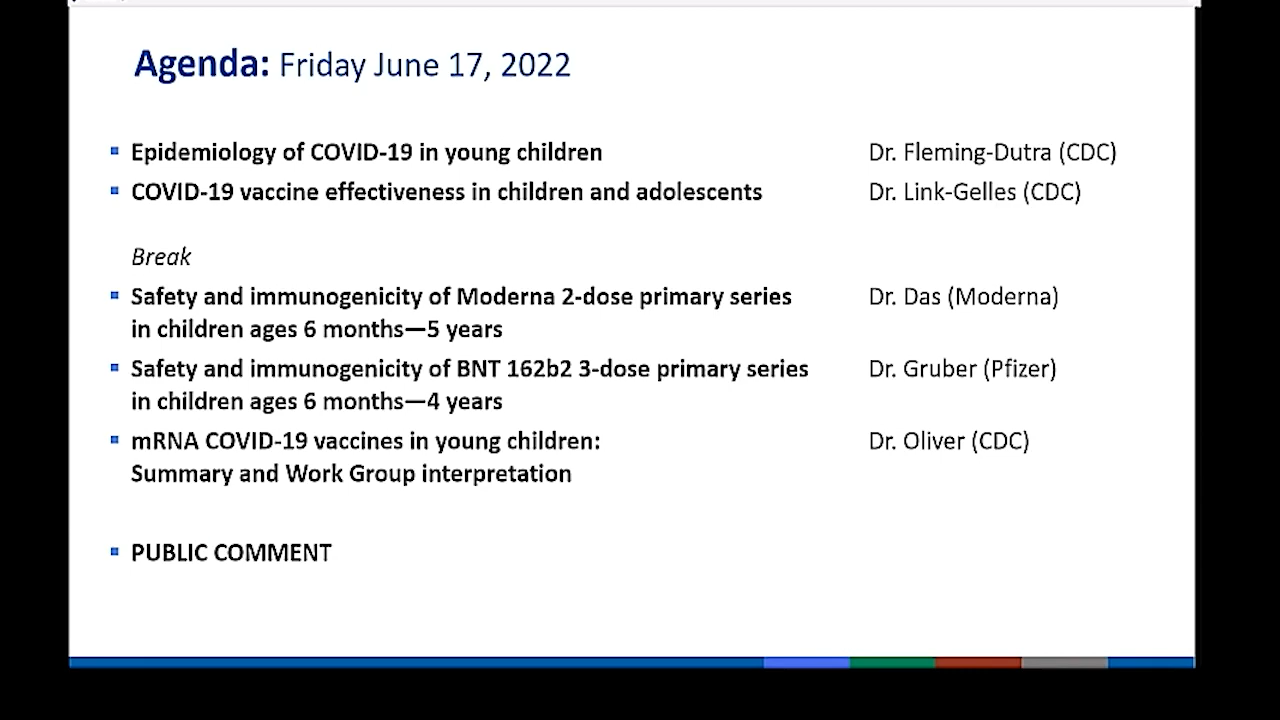 Agenda: Friday June 17, 2022
Epidemiology of COVID-19 in young children Dr. Fleming-Dutra (CDC)
COVID-19 vaccine effectiveness in children and adolescents Dr. Link-Gelles (CDC)
Break
Safety and immunogenicity of Moderna 2-dose primary series Dr. Das (Moderna)
in children ages 6 months—5 years
Safety and immunogenicity of BNT 162b2 3-dose primary series Dr. Gruber (Pfizer)
in children ages 6 months—4 years
mRNA COVID-19 vaccines in young children: Dr. Oliver (CDC)
Summary and Work Group interpretation
PUBLIC COMMENT